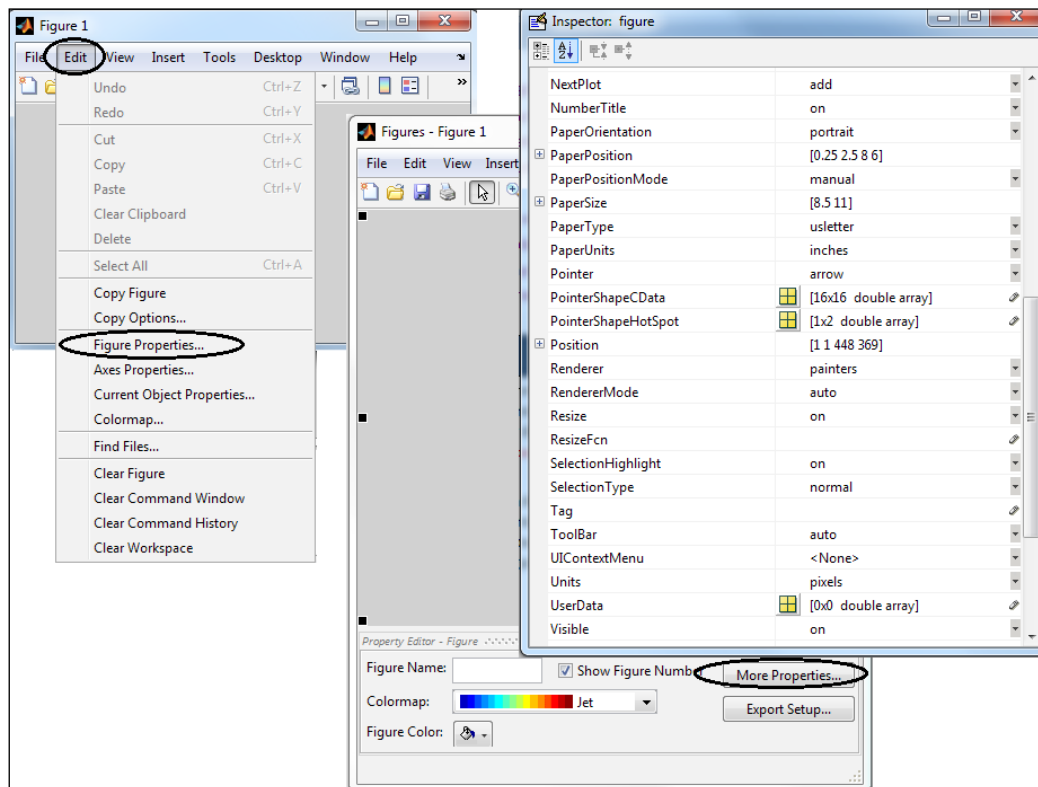 Figure 1
File Edit View Insert Tools Desktop Window Help
Undo Ctrl+Z
Redo Ctrl+Y
Cut Ctrl+X
Copy Ctrl+C
Paste Ctrl+V
Clear Clipboard
Delete
Select All Ctrl+A
Copy Figure
Copy Options...
Figure Properties...
Axes Properties...
Current Object Properties...
Colormap...
Find Files...
Clear Figure
Clear Command Window
Clear Command History
Clear Workspace
Figures - Figure 1
File Edit View Insert
Property Editor - Figure
Figure Name: Show Figure Number More Properties...
Colormap: Jet Export Setup...
Figure Color:
Inspector: figure
NextPlot add
NumberTitle on
PaperOrientation portrait
PaperPosition [0.25 2.5 8 6]
PaperPositionMode manual
PaperSize [8.5 11]
PaperType usletter
PaperUnits inches
Pointer arrow
PointerShapeCData [16x16 double array]
PointerShapeHotSpot [1x2 double array]
Position [1 1 448 369]
Renderer painters
RendererMode auto
Resize on
ResizeFcn
SelectionHighlight on
SelectionType normal
Tag
ToolBar auto
UIContextMenu <None>
Units pixels
UserData [0x0 double array]
Visible on